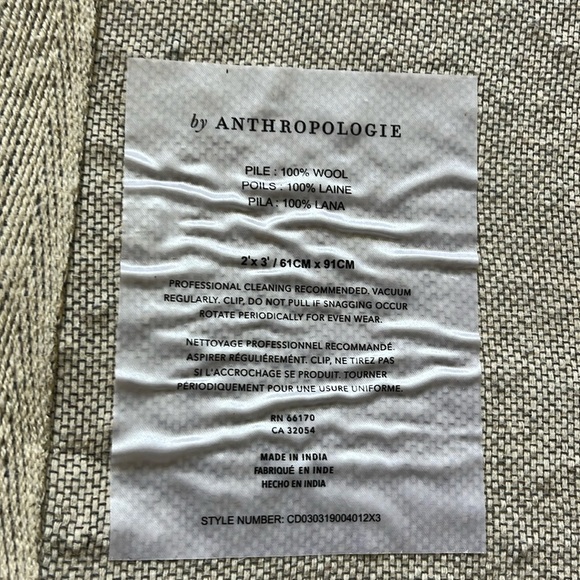 by ANTHROPOLOGIE
PILE : 100% WOOL
POILS : 100% LAINE
PILA : 100% LANA
2'x 3' / 61CM x 91CM
PROFESSIONAL CLEANING RECOMMENDED. VACUUM
REGULARLY. CLIP, DO NOT PULL IF SNAGGING OCCUR
ROTATE PERIODICALLY FOR EVEN WEAR.
NETTOYAGE PROFESSIONNEL RECOMMANDÉ.
ASPIRER RÉGULIÈREMENT. CLIP, NE TIREZ PAS
SI L'ACCROCHAGE SE PRODUIT. TOURNER
PÉRIODIQUEMENT POUR UNE USURE UNIFORME.
RN 66170
CA 32054
MADE IN INDIA
FABRIQUÉ EN INDE
HECHO EN INDIA
STYLE NUMBER: CD030319004012X3